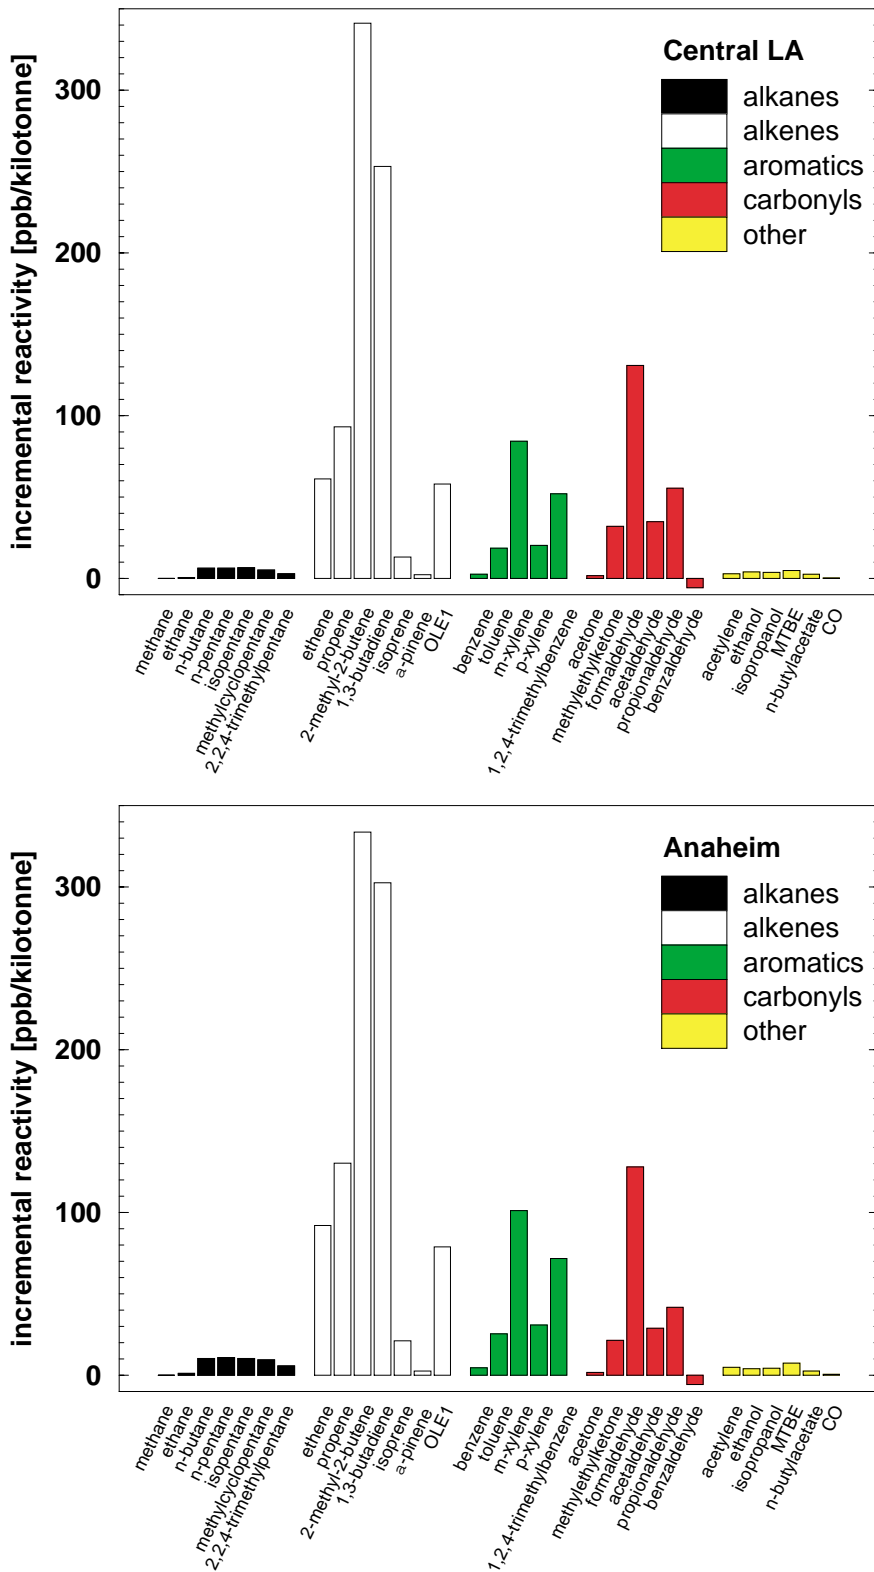 Central LA
alkanes
alkenes
aromatics
carbonyls
other
incremental reactivity [ppb/kilotonne]
300
200
100
0
methane
ethane
n-butane
n-pentane
isopentane
methylcyclopentane
2,2,4-trimethylpentane
ethene
propene
2-methyl-2-butene
1,3-butadiene
isoprene
a-pinene
OLE1
benzene
toluene
m-xylene
p-xylene
1,2,4-trimethylbenzene
acetone
methylethylketone
formaldehyde
acetaldehyde
propionaldehyde
benzaldehyde
acetylene
ethanol
isopropanol
MTBE
n-butylacetate
CO
Anaheim
alkanes
alkenes
aromatics
carbonyls
other
incremental reactivity [ppb/kilotonne]
300
200
100
0
methane
ethane
n-butane
n-pentane
isopentane
methylcyclopentane
2,2,4-trimethylpentane
ethene
propene
2-methyl-2-butene
1,3-butadiene
isoprene
a-pinene
OLE1
benzene
toluene
m-xylene
p-xylene
1,2,4-trimethylbenzene
acetone
methylethylketone
formaldehyde
acetaldehyde
propionaldehyde
benzaldehyde
acetylene
ethanol
isopropanol
MTBE
n-butylacetate
CO